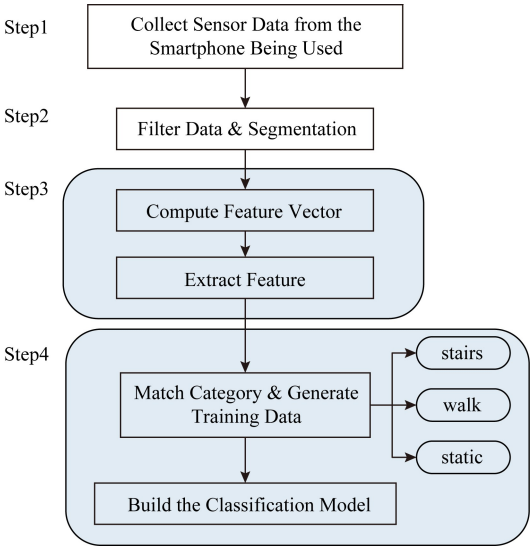 Step1
Collect Sensor Data from the
Smartphone Being Used
Step2
Filter Data & Segmentation
Step3
Compute Feature Vector
Extract Feature
Step4
Match Category & Generate
Training Data
stairs
walk
static
Build the Classification Model